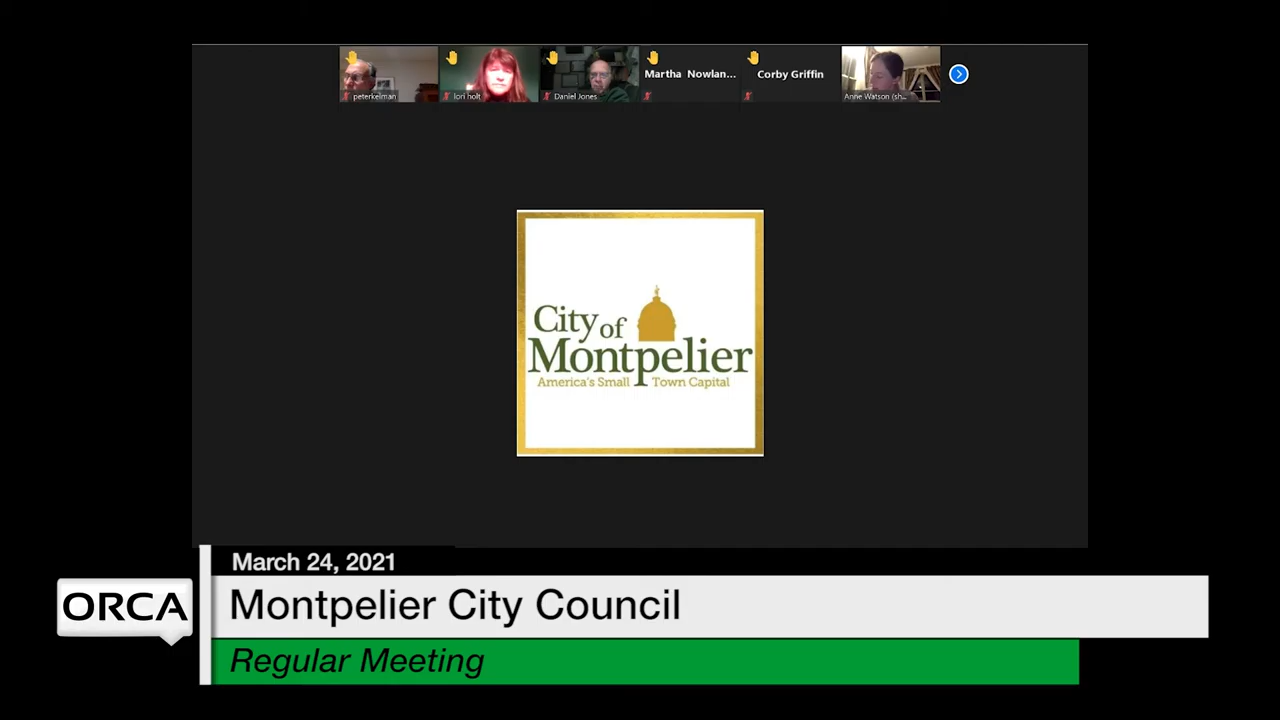 Martha Nowlan...
Corby Griffin
peterkelman
lori holt
Daniel Jones
Anne Watson (sh...
City of
Montpelier
America's Small Town Capital
March 24, 2021
ORCA
Montpelier City Council
Regular Meeting